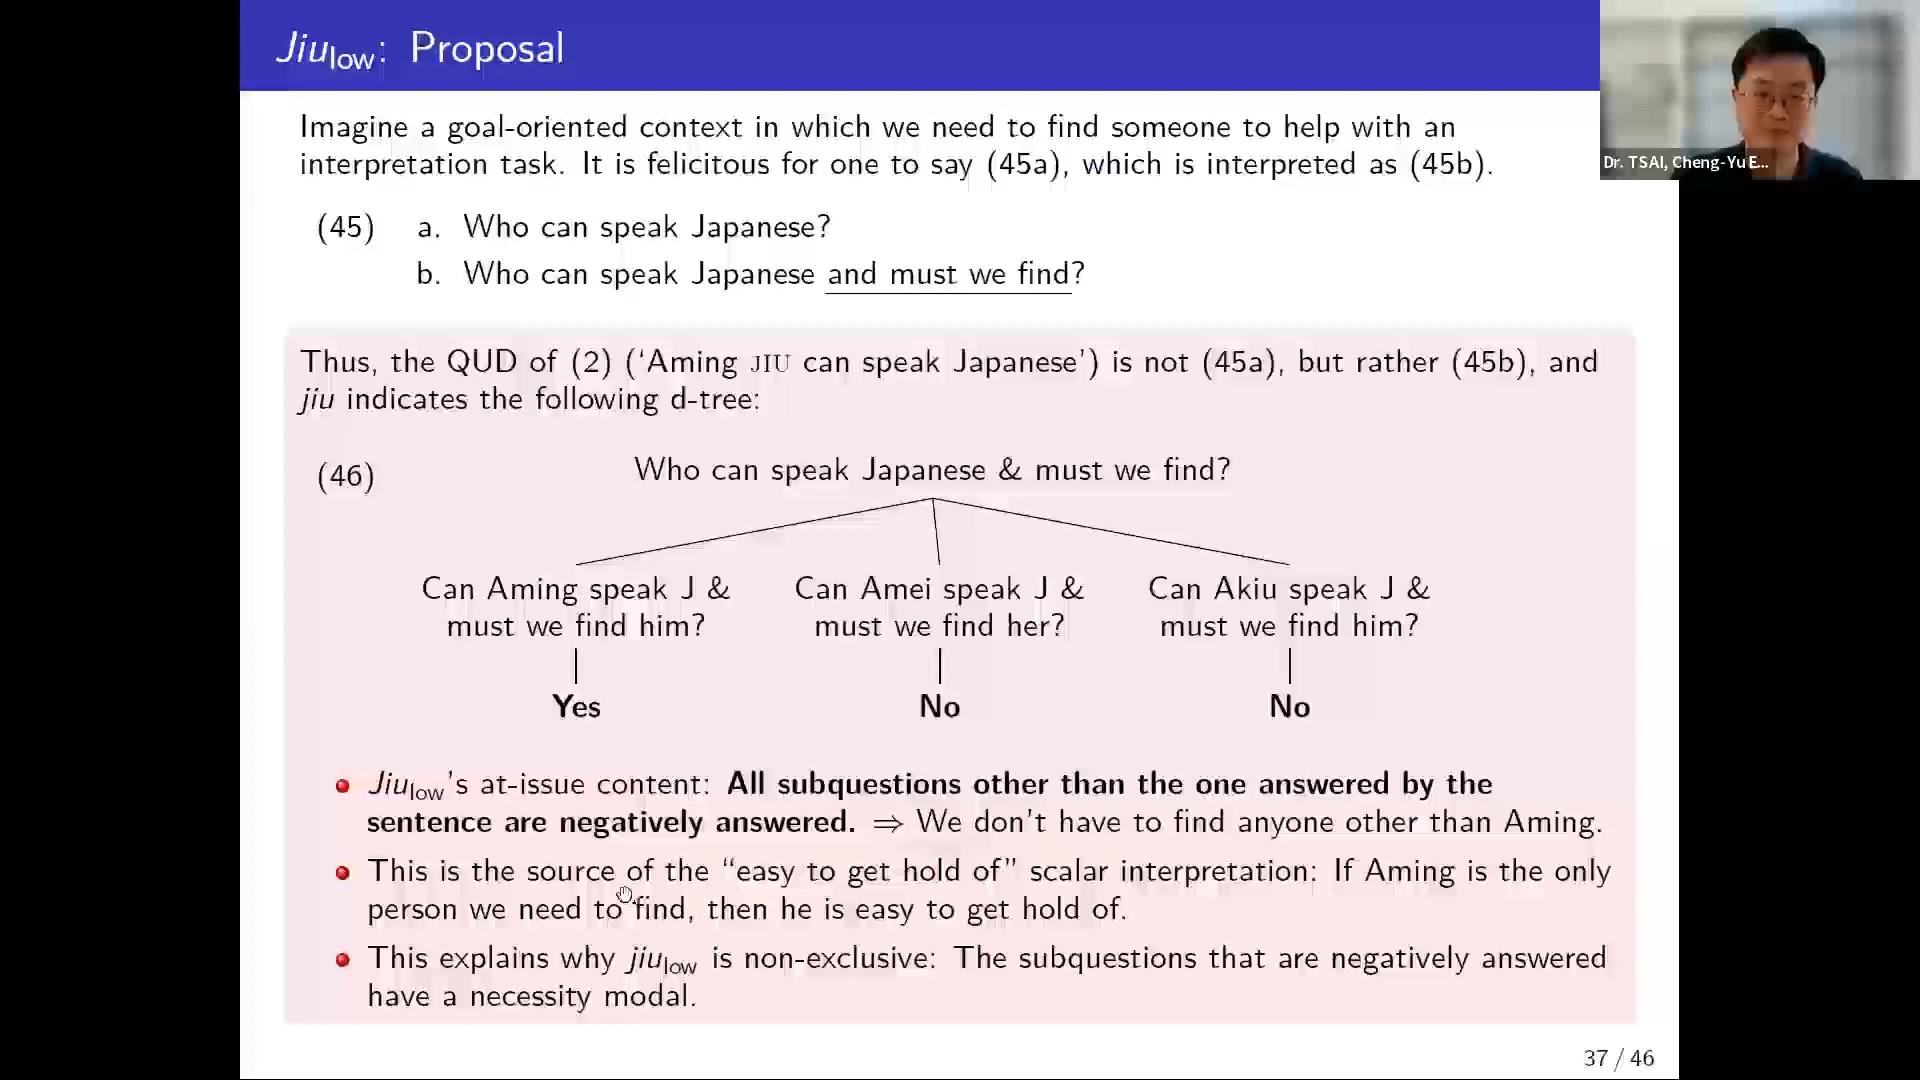 Jiulow: Proposal
Imagine a goal-oriented context in which we need to find someone to help with an
interpretation task. It is felicitous for one to say (45a), which is interpreted as (45b).
(45) a. Who can speak Japanese?
b. Who can speak Japanese and must we find?
Thus, the QUD of (2) (‘Aming JIU can speak Japanese’) is not (45a), but rather (45b), and
jiu indicates the following d-tree:
(46) Who can speak Japanese & must we find?
Can Aming speak J & Can Amei speak J & Can Akiu speak J &
must we find him? must we find her? must we find him?
Yes No No
Jiulow's at-issue content: All subquestions other than the one answered by the
sentence are negatively answered. ⇒ We don't have to find anyone other than Aming.
This is the source of the “easy to get hold of” scalar interpretation: If Aming is the only
person we need to find, then he is easy to get hold of.
This explains why jiulow is non-exclusive: The subquestions that are negatively answered
have a necessity modal.
37 / 46
Dr. TSAI, Cheng-Yu E...